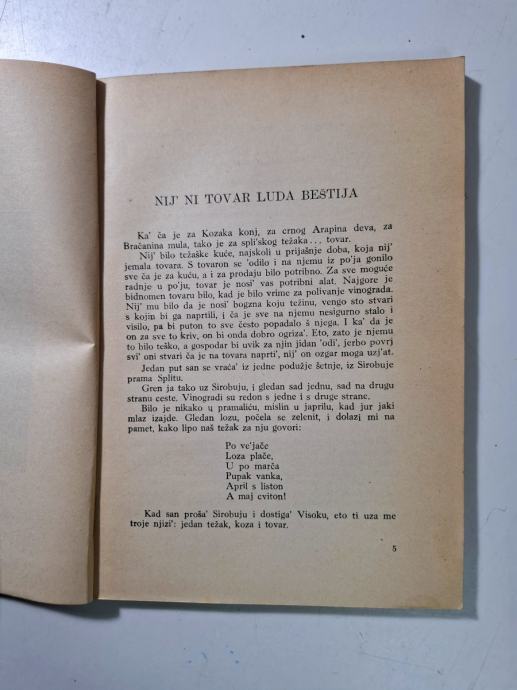 NIJ' NI TOVAR LUDA BEŠTIJA
Ka' ča je za Kozaka konj, za crnog Arapina deva, za
Bračanina mula, tako je za spli'skog težaka... tovar.
Nij' bilo težaške kuće, najskoli u prijašnje doba, koja nij'
jemala tovara. S tovaron se 'odilo i na njemu iz po'ja gonilo
sve ča je za kuću, a i za prodaju bilo potribno. Za sve moguće
radnje u po'ju, tovar je nosi' vas potribni alat. Najgore je
bidnomen tovaru bilo, kad je bilo vrime za polivanje vinograda.
Nij' mu bilo da je nosi' bogzna koju težinu, vengo sto stvari
s kojin bi ga naprtili, i ča je sve na njemu nesigurno stalo i
visilo, pa bi puton to sve često popadalo š njega. I ka' da je
on za sve to kriv, on bi onda dobro ogriza'. Eto, zato je njemu
to bilo teško, a gospodar bi uvik za njin jidan 'odi', jerbo povrj
svi' oni stvari ča je na tovara naprti', nij' on ozgar moga uzj'at.
Jedan put san se vraća' iz jedne podužje šetnje, iz Sirobuje
prama Splitu.
Gren ja tako uz Sirobuju, i gledan sad jednu, sad na drugu
stranu ceste. Vinogradi su redon s jedne i s druge strane.
Bilo je nikako u pramaliću, mislin u japrilu, kad jur jaki
mlaz izajde. Gledan lozu, počela se zelenit, i dolazi mi na
pamet, kako lipo naš težak za nju govori:
Po ve'jače
Loza plače,
U po marča
Pupak vanka,
April s liston
A maj cviton!
Kad san proša' Sirobuju i dostiga' Visoku, eto ti uza me
troje njizi': jedan težak, koza i tovar.
5